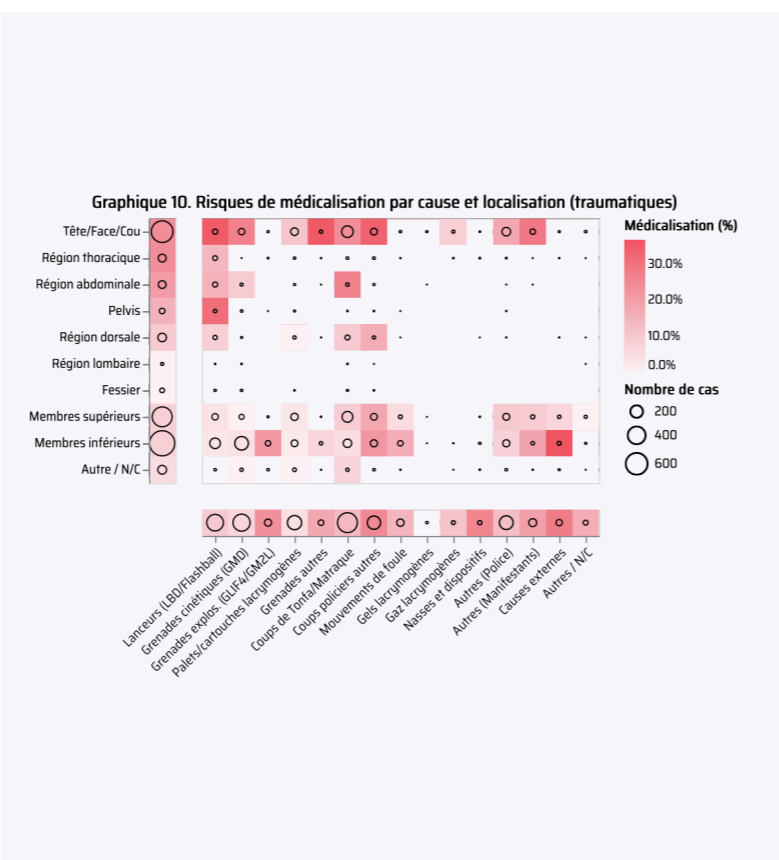 Graphique 10. Risques de médicalisation par cause et localisation (traumatiques)
Tête/Face/Cou
Région thoracique
Région abdominale
Pelvis
Région dorsale
Région lombaire
Fessier
Membres supérieurs
Membres inférieurs
Autre / N/C
Médicalisation (%)
30.0%
20.0%
10.0%
0.0%
Nombre de cas
200
400
600
Lanceurs (LBD/Flashball)
Grenades cinétiques (GMD)
Grenades explos. (GLIF4/GM2L)
Palets/cartouches lacrymogènes
Grenades autres
Coups de Tonfa/Matraque
Coups policiers autres
Mouvements de foule
Gels lacrymogènes
Gaz lacrymogènes
Nasses et dispositifs
Autres (Police)
Autres (Manifestants)
Causes externes
Autres / N/C